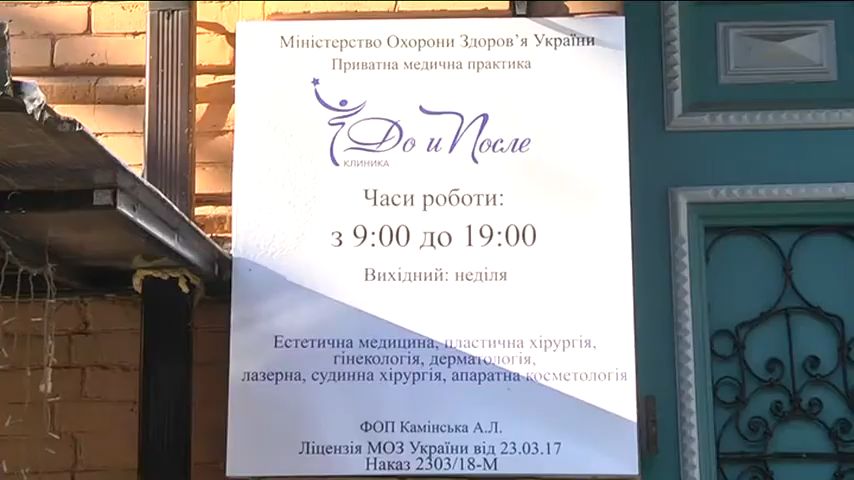 Міністерство Охорони Здоров'я України
Приватна медична практика
До и После
КЛИНИКА
Часи роботи:
з 9:00 до 19:00
Вихідний: неділя
Естетична медицина, пластична хірургія,
гінекологія, дерматологія,
лазерна, судинна хірургія, апаратна косметологія
ФОП Камінська А.Л.
Ліцензія МОЗ України від 23.03.17
Наказ 2303/18-М